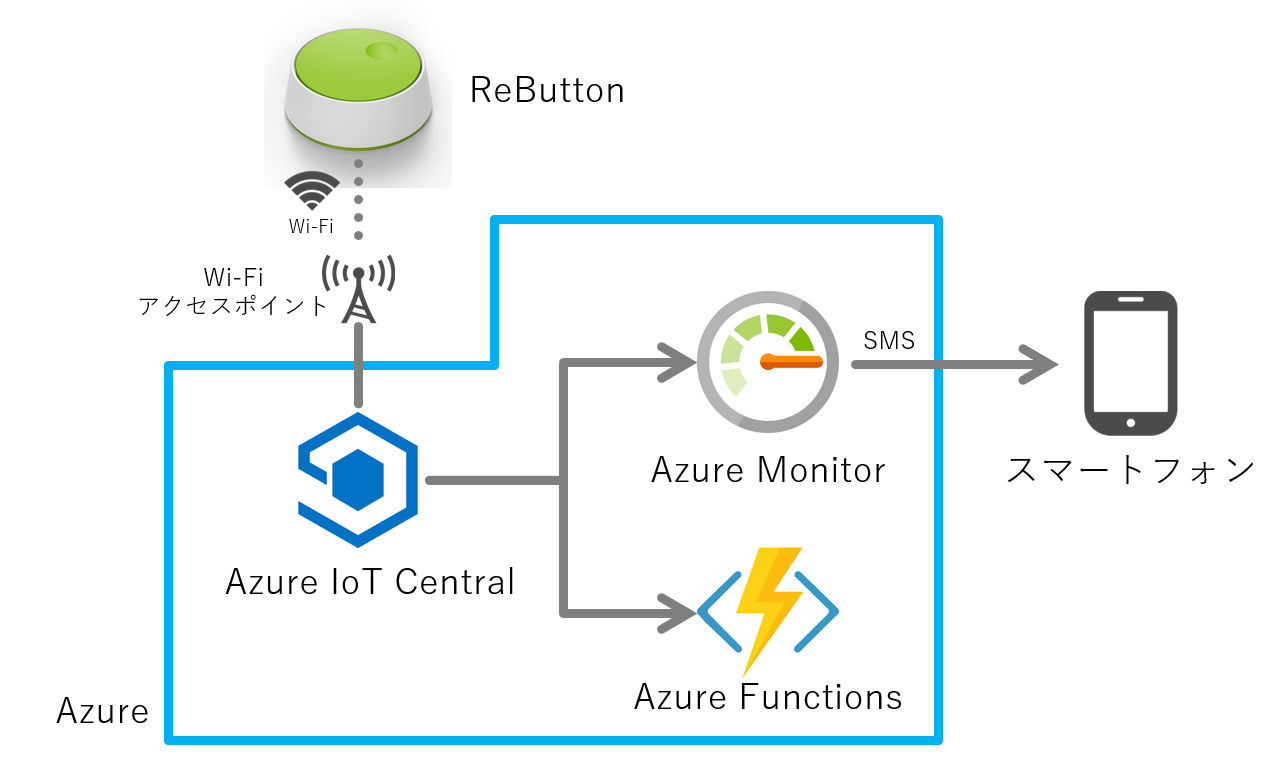 ReButton
Wi-Fi
Wi-Fi
アクセスポイント
SMS
Azure Monitor
スマートフォン
Azure IoT Central
Azure Functions
Azure